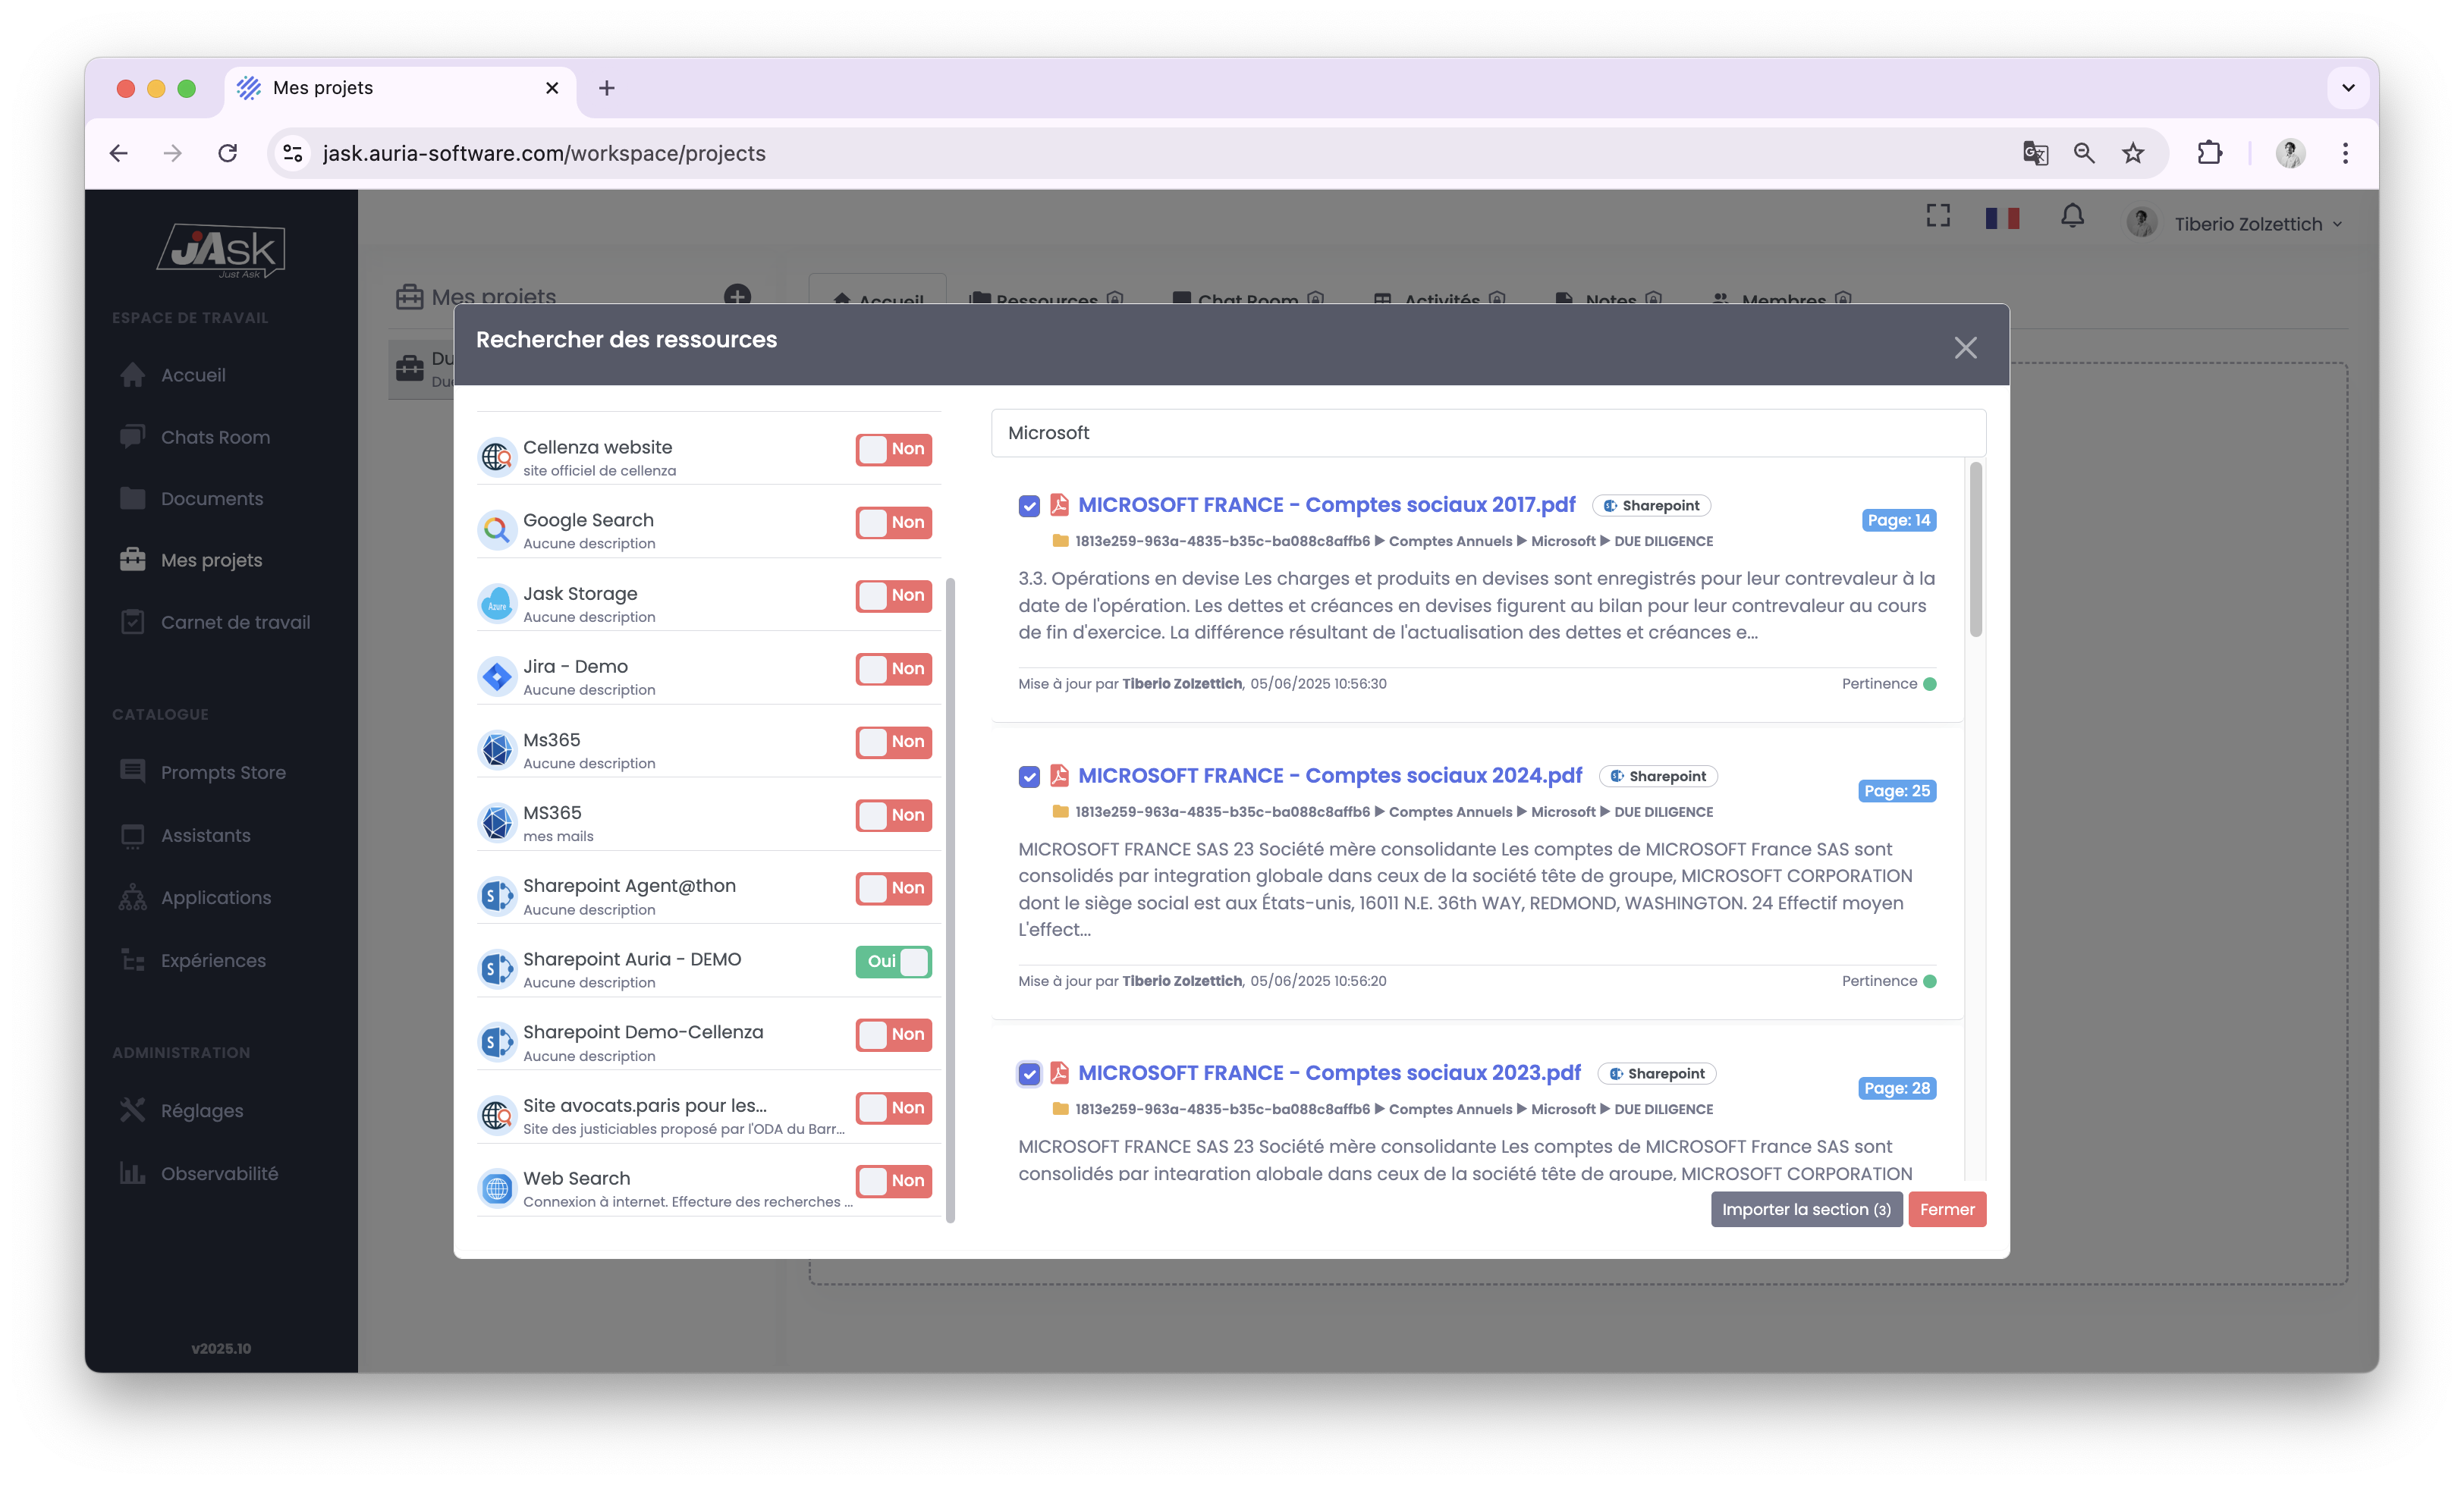 Mes projets
jask.auria-software.com/workspace/projects
jAsk
Just Ask
ESPACE DE TRAVAIL
Accueil
Chats Room
Documents
Mes projets
Carnet de travail
CATALOGUE
Prompts Store
Assistants
Applications
Expériences
ADMINISTRATION
Réglages
Observabilité
v2025.10
Tiberio Zolzettich
Mes projets
Accueil
Ressources
Chat Room
Activités
Notes
Membres
Rechercher des ressources
Cellenza website
Non
site officiel de cellenza
Google Search
Non
Aucune description
Jask Storage
Non
Aucune description
Azure
Jira - Demo
Non
Aucune description
Ms365
Non
Aucune description
MS365
Non
mes mails
Sharepoint Agent@thon
Non
Aucune description
Sharepoint Auria - DEMO
Oui
Aucune description
Sharepoint Demo-Cellenza
Non
Aucune description
Site avocats.paris pour les...
Non
Site des justiciables proposé par l'ODA du Barr...
Web Search
Non
Connexion à internet. Effecture des recherches ...
Microsoft
MICROSOFT FRANCE - Comptes sociaux 2017.pdf Sharepoint
Page: 14
1813e259-963a-4835-b35c-ba088c8affb6 ▶ Comptes Annuels ▶ Microsoft ▶ DUE DILIGENCE
3.3. Opérations en devise Les charges et produits en devises sont enregistrés pour leur contrevaleur à la
date de l'opération. Les dettes et créances en devises figurent au bilan pour leur contrevaleur au cours
de fin d'exercice. La différence résultant de l'actualisation des dettes et créances e...
Mise à jour par Tiberio Zolzettich, 05/06/2025 10:56:30
Pertinence
MICROSOFT FRANCE - Comptes sociaux 2024.pdf Sharepoint
Page: 25
1813e259-963a-4835-b35c-ba088c8affb6 ▶ Comptes Annuels ▶ Microsoft ▶ DUE DILIGENCE
MICROSOFT FRANCE SAS 23 Société mère consolidante Les comptes de MICROSOFT France SAS sont
consolidés par integration globale dans ceux de la société tête de groupe, MICROSOFT CORPORATION
dont le siège social est aux États-unis, 16011 N.E. 36th WAY, REDMOND, WASHINGTON. 24 Effectif moyen
L'effect...
Mise à jour par Tiberio Zolzettich, 05/06/2025 10:56:20
Pertinence
MICROSOFT FRANCE - Comptes sociaux 2023.pdf Sharepoint
Page: 28
1813e259-963a-4835-b35c-ba088c8affb6 ▶ Comptes Annuels ▶ Microsoft ▶ DUE DILIGENCE
MICROSOFT FRANCE SAS 23 Société mère consolidante Les comptes de MICROSOFT France SAS sont
consolidés par integration globale dans ceux de la société tête de groupe, MICROSOFT CORPORATION
Importer la section (3)
Fermer